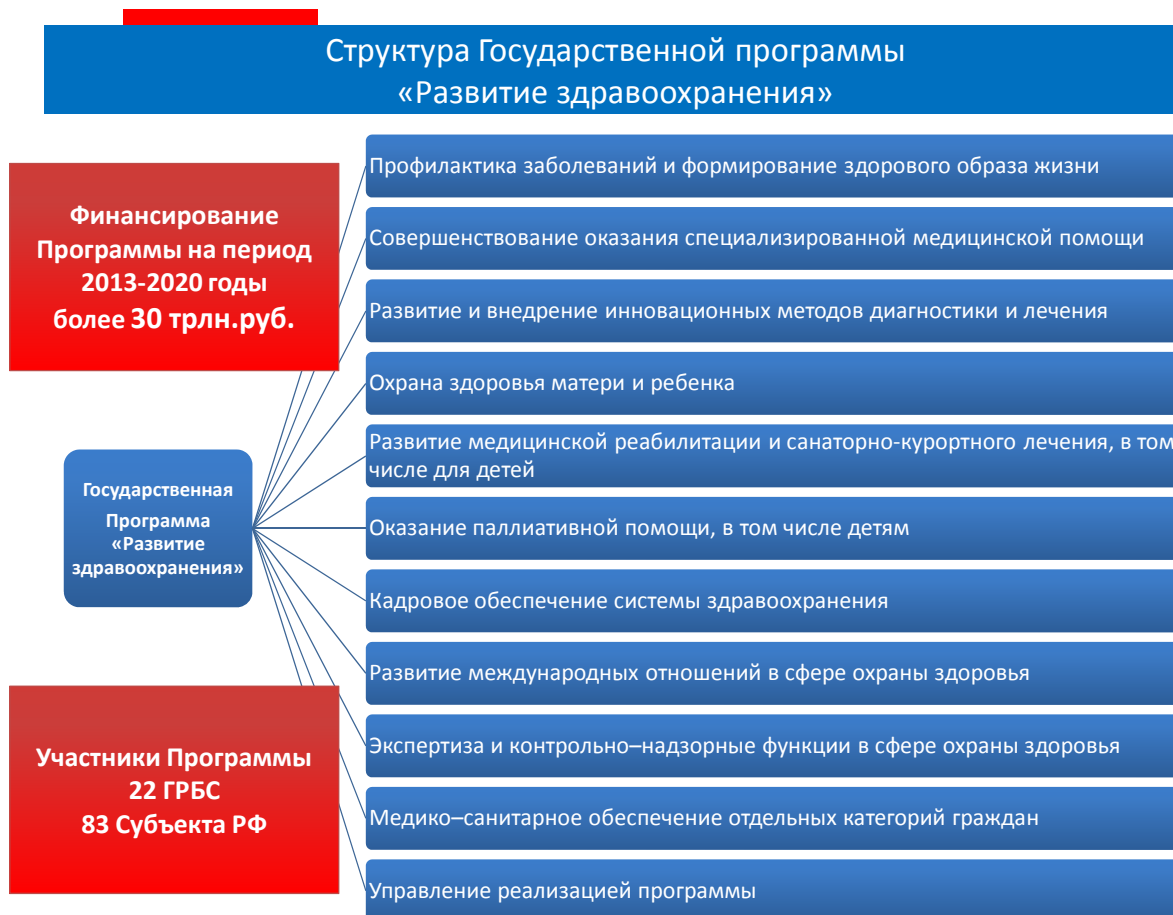 Структура Государственной программы
«Развитие здравоохранения»
Финансирование
Программы на период
2013-2020 годы
более 30 трлн.руб.
Государственная
Программа
«Развитие
здравоохранения»
Участники Программы
22 ГРБС
83 Субъекта РФ
Профилактика заболеваний и формирование здорового образа жизни
Совершенствование оказания специализированной медицинской помощи
Развитие и внедрение инновационных методов диагностики и лечения
Охрана здоровья матери и ребенка
Развитие медицинской реабилитации и санаторно-курортного лечения, в том
числе для детей
Оказание паллиативной помощи, в том числе детям
Кадровое обеспечение системы здравоохранения
Развитие международных отношений в сфере охраны здоровья
Экспертиза и контрольно–надзорные функции в сфере охраны здоровья
Медико–санитарное обеспечение отдельных категорий граждан
Управление реализацией программы